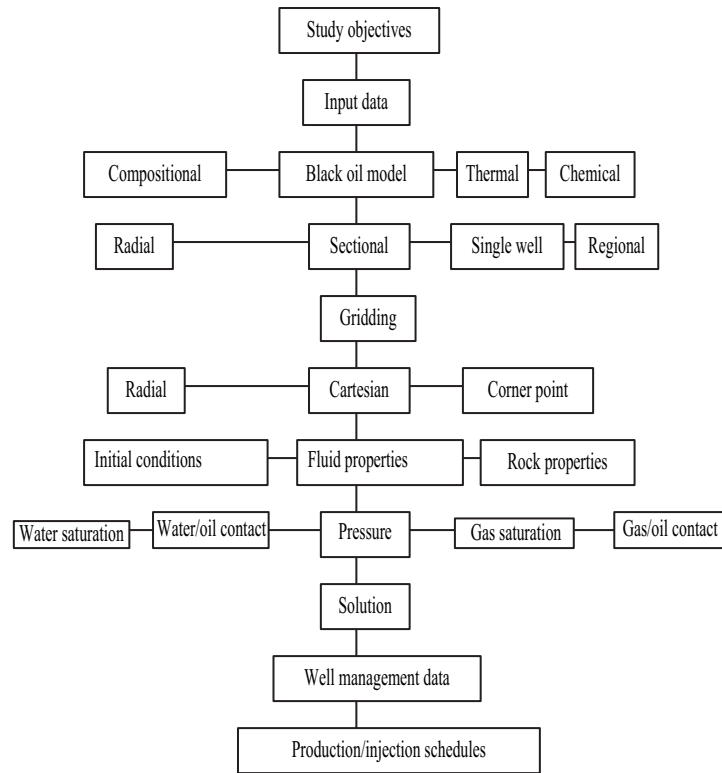 Study objectives
Input data
Compositional
Black oil model
Thermal
Chemical
Radial
Sectional
Single well
Regional
Gridding
Radial
Cartesian
Corner point
Initial conditions
Fluid properties
Rock properties
Water saturation
Water/oil contact
Pressure
Gas saturation
Gas/oil contact
Solution
Well management data
Production/injection schedules